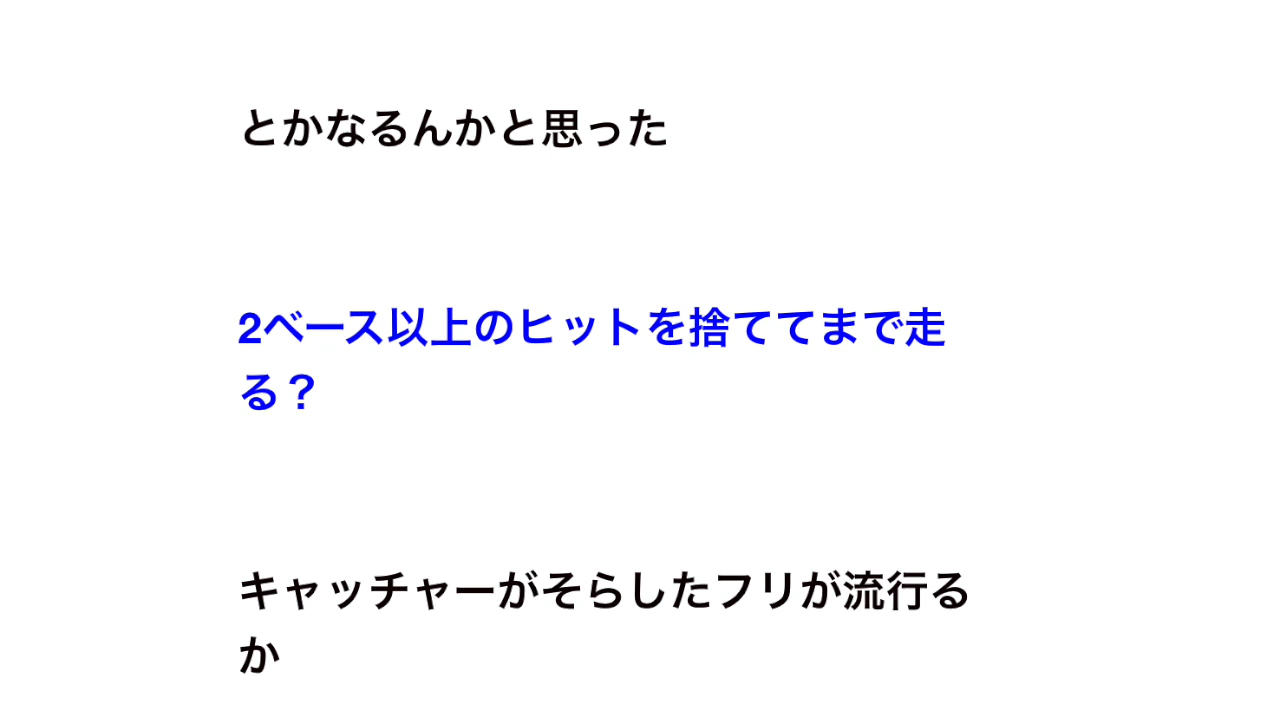 とかなるんかと思った
2ベース以上のヒットを捨ててまで走
る？
キャッチャーがそらしたフリが流行る
か